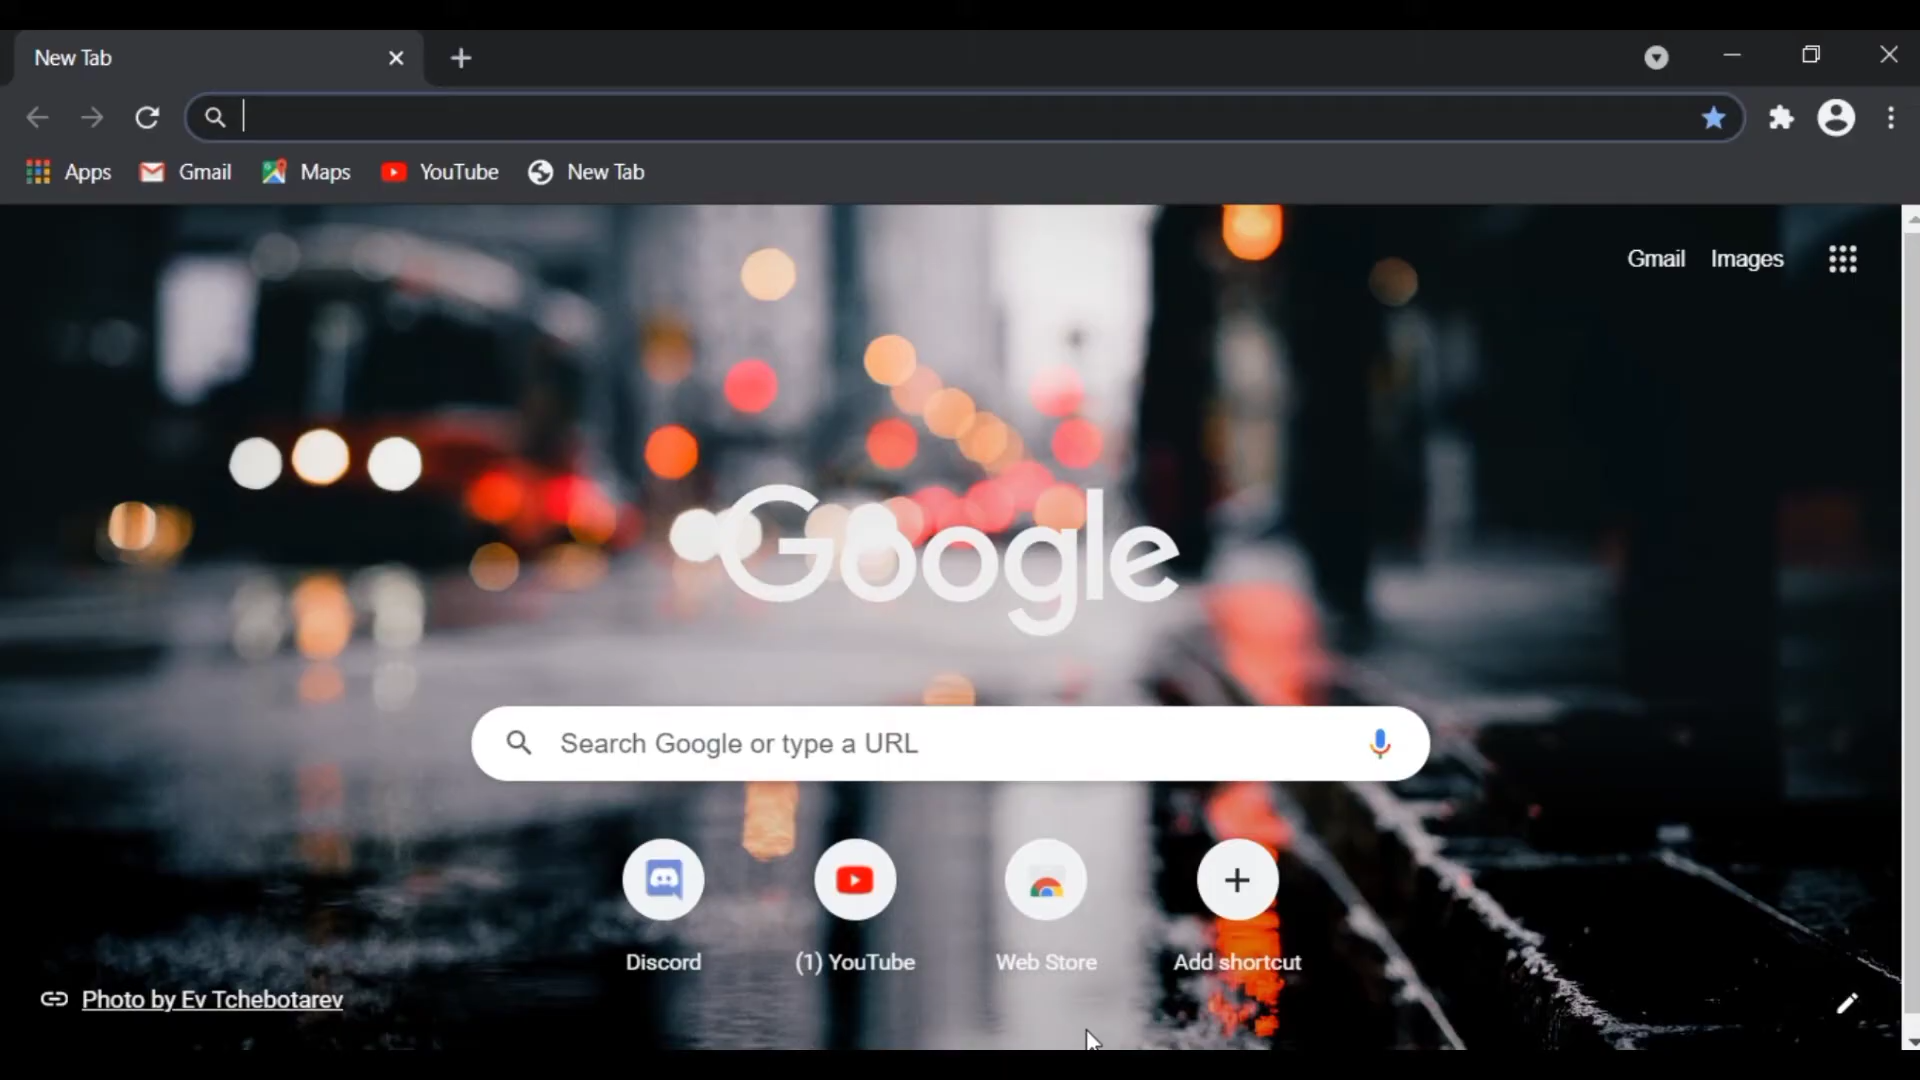 New Tab
Apps
Gmail
Maps
YouTube
New Tab
Gmail
Images
Google
Search Google or type a URL
Discord
(1) YouTube
Web Store
Add shortcut
Photo by Ev Tchebotarev